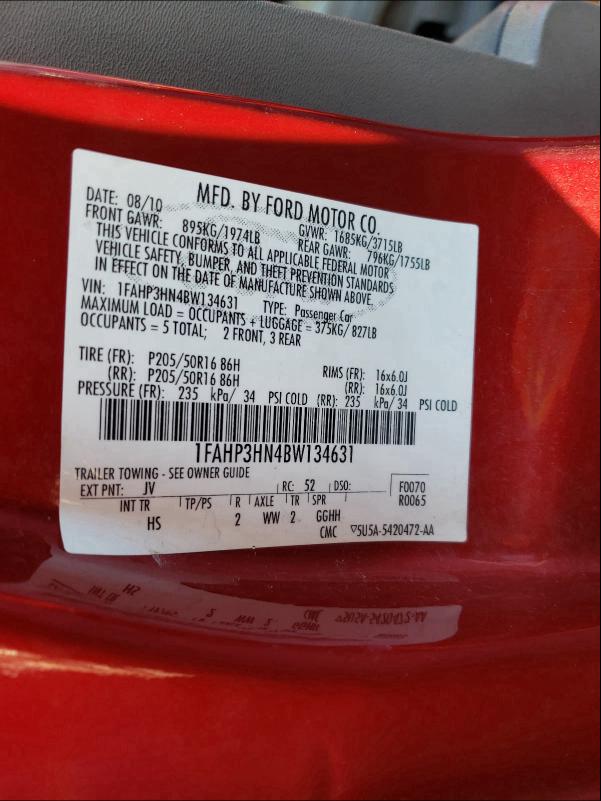 MFD. BY FORD MOTOR CO.
DATE: 08/10 GVWR: 1685KG/3715LB
FRONT GAWR: 895KG/1974LB REAR GAWR: 796KG/1755LB
THIS VEHICLE CONFORMS TO ALL APPLICABLE FEDERAL MOTOR
VEHICLE SAFETY, BUMPER, AND THEFT PREVENTION STANDARDS
IN EFFECT ON THE DATE OF MANUFACTURE SHOWN ABOVE.
VIN: 1FAHP3HN4BW134631 TYPE: Passenger Car
MAXIMUM LOAD = OCCUPANTS + LUGGAGE = 375KG/ 827LB
OCCUPANTS = 5 TOTAL; 2 FRONT, 3 REAR
TIRE (FR): P205/50R16 86H RIMS (FR): 16x6.0J
(RR): P205/50R16 86H (RR): 16x6.0J
PRESSURE (FR): 235 kPa/ 34 PSI COLD (RR): 235 kPa/ 34 PSI COLD
1FAHP3HN4BW134631
TRAILER TOWING - SEE OWNER GUIDE
EXT PNT: JV RC: 52 DSO: F0070
INT TR TP/PS R AXLE TR SPR R0065
HS 2 WW 2 GGHH
CMC ▽5U5A-5420472-AA